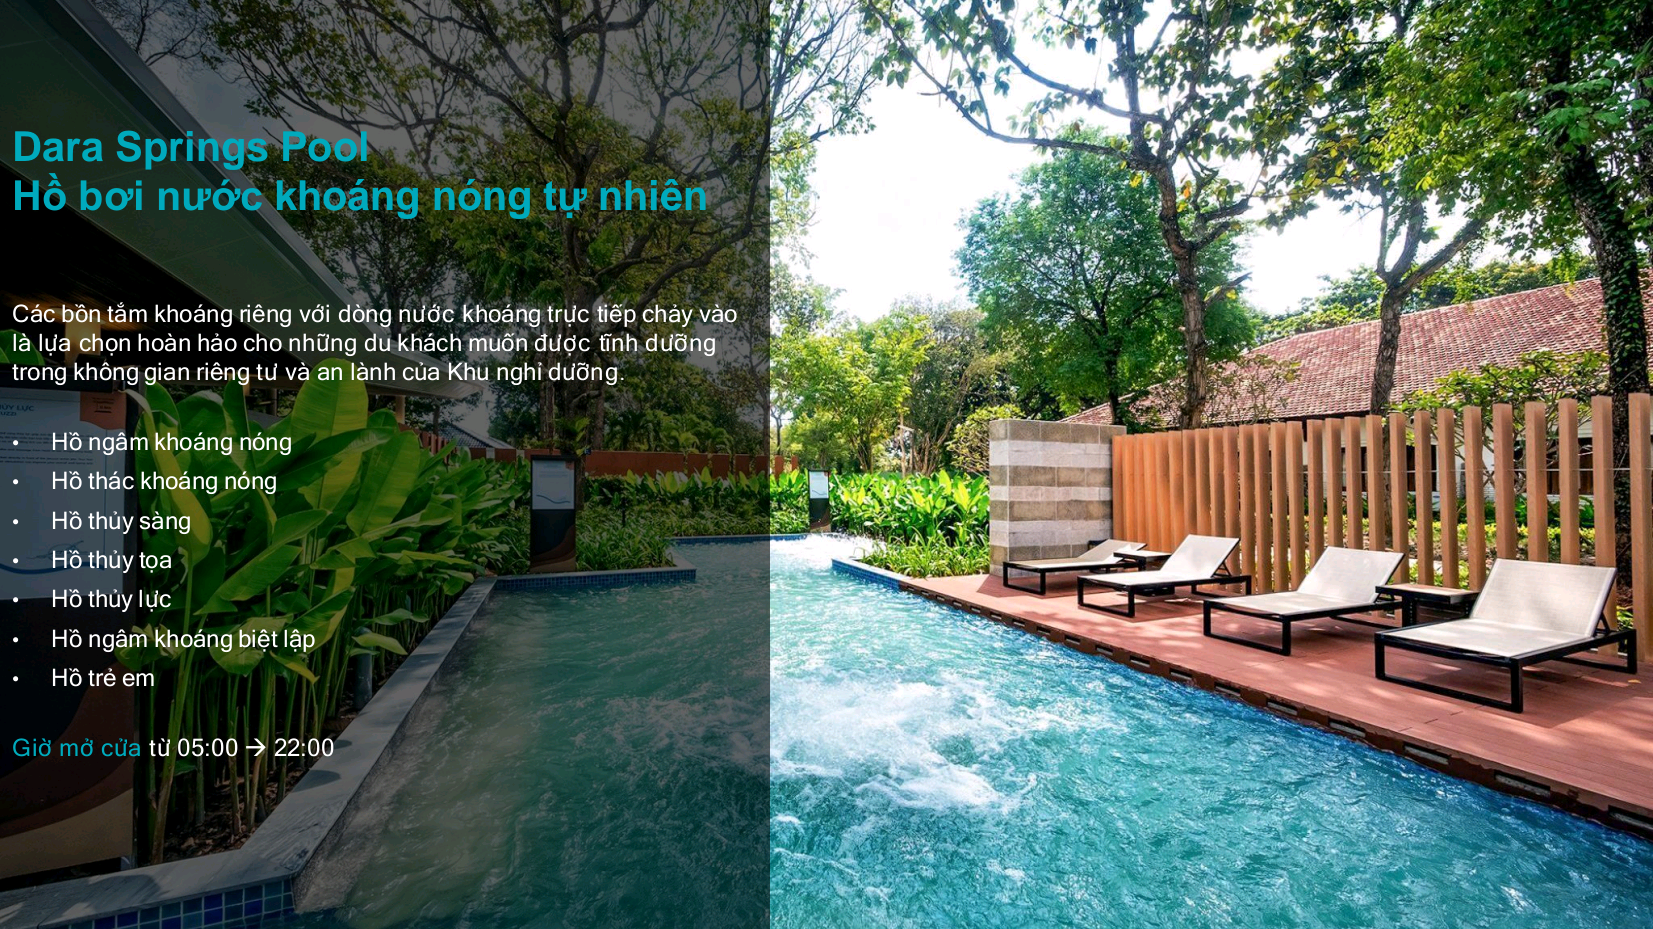 Dara Springs Pool
Hồ bơi nước khoáng nóng tự nhiên
Các bồn tắm khoáng riêng với dòng nước khoáng trực tiếp chảy vào
là lựa chọn hoàn hảo cho những du khách muốn được tĩnh dưỡng
trong không gian riêng tư và an lành của Khu nghỉ dưỡng.
• Hồ ngâm khoáng nóng
• Hồ thác khoáng nóng
• Hồ thủy sàng
• Hồ thủy tọa
• Hồ thủy lực
• Hồ ngâm khoáng biệt lập
• Hồ trẻ em
Giờ mở cửa từ 05:00 → 22:00